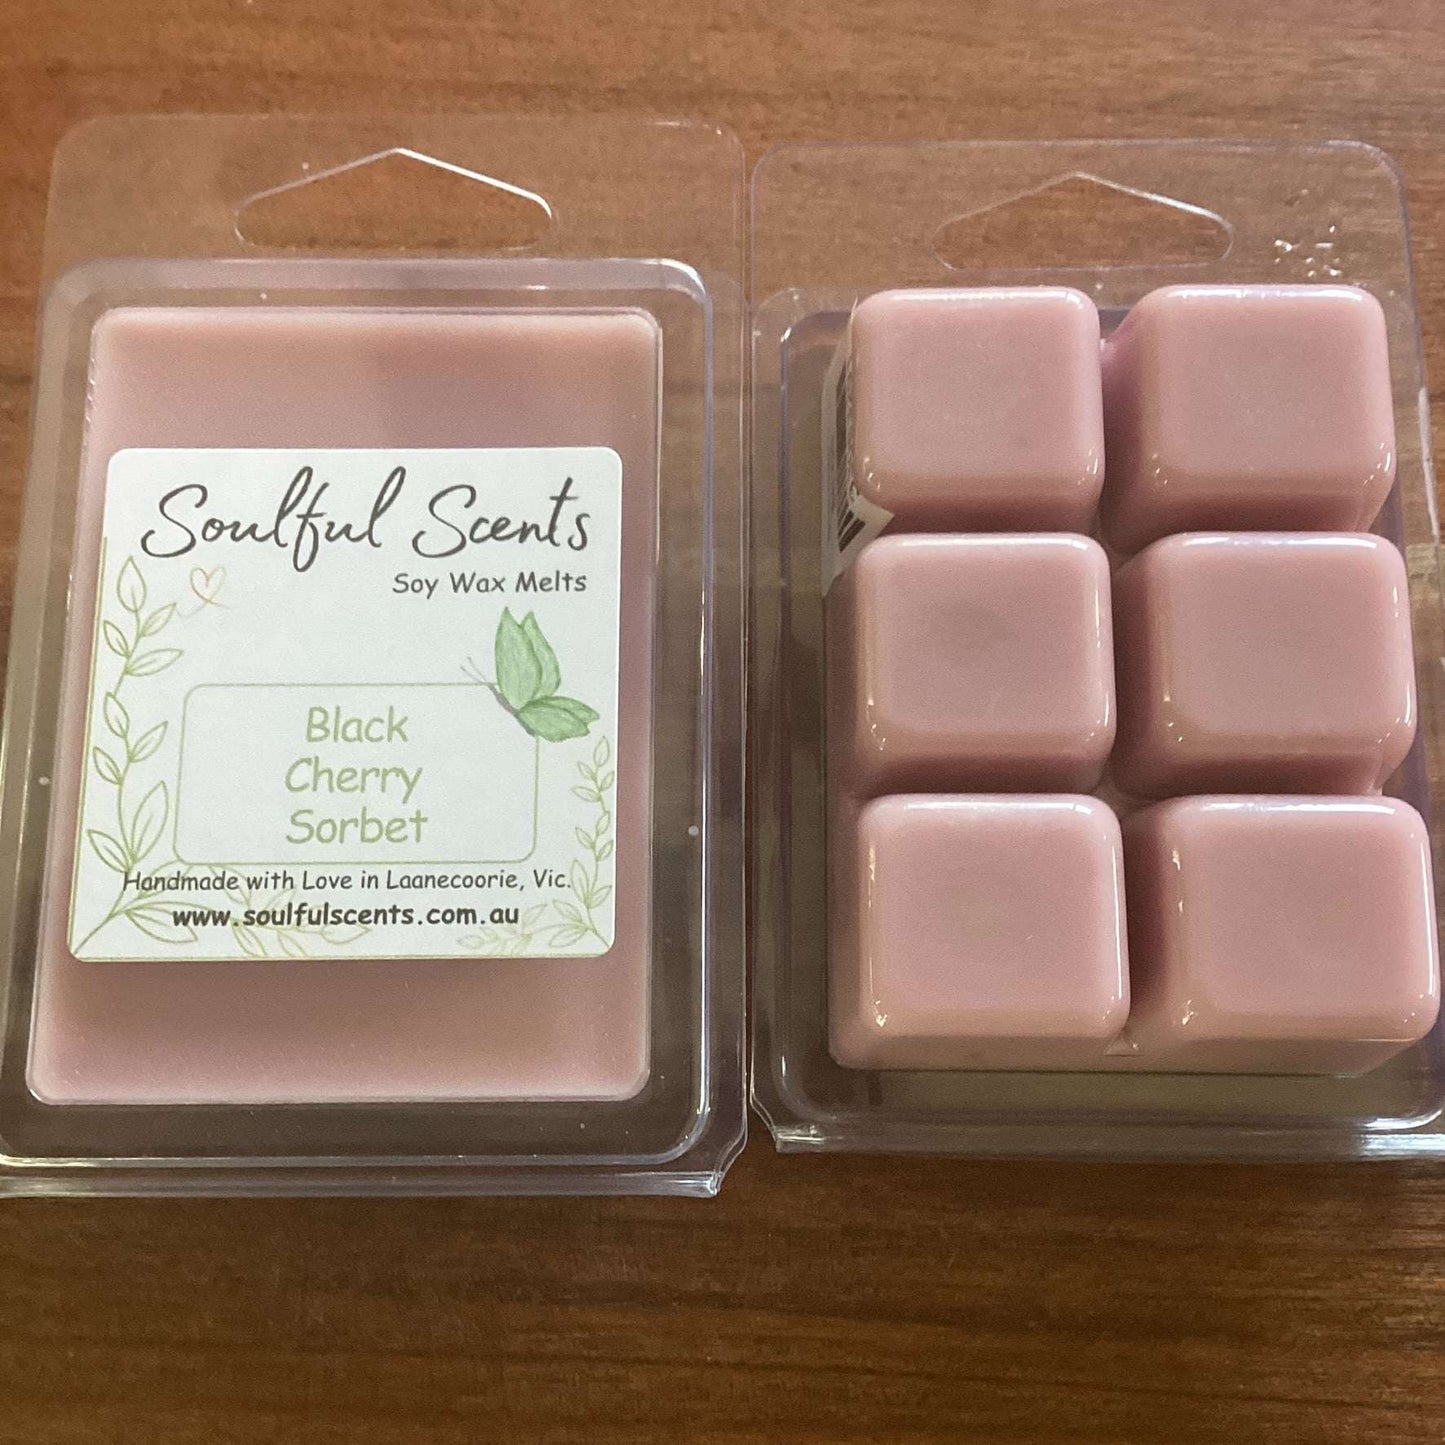 Soulful Scents
Soy Wax Melts
Black
Cherry
Sorbet
Handmade with Love in Laanecoorie, Vic.
www.soulfulscents.com.au